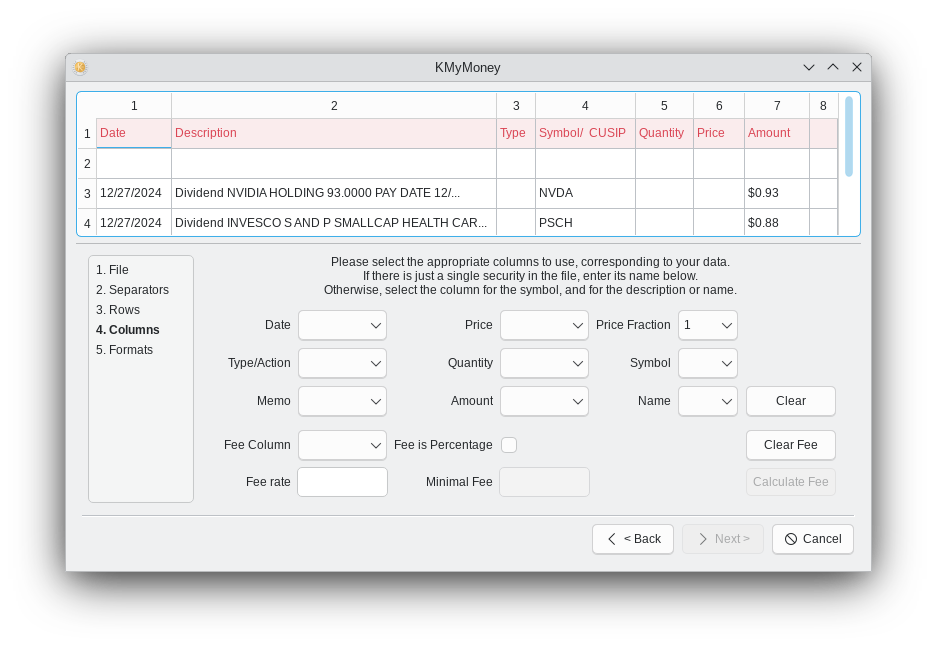 KMyMoney
1 2 3 4 5 6 7 8
1 Date Description Type Symbol/ CUSIP Quantity Price Amount
2
3 12/27/2024 Dividend NVIDIA HOLDING 93.0000 PAY DATE 12/... NVDA $0.93
4 12/27/2024 Dividend INVESCO S AND P SMALLCAP HEALTH CAR... PSCH $0.88
1. File
2. Separators
3. Rows
4. Columns
5. Formats
Please select the appropriate columns to use, corresponding to your data.
If there is just a single security in the file, enter its name below.
Otherwise, select the column for the symbol, and for the description or name.
Date Price Price Fraction 1
Type/Action Quantity Symbol
Memo Amount Name Clear
Fee Column Fee is Percentage Clear Fee
Fee rate Minimal Fee Calculate Fee
< Back Next > Cancel